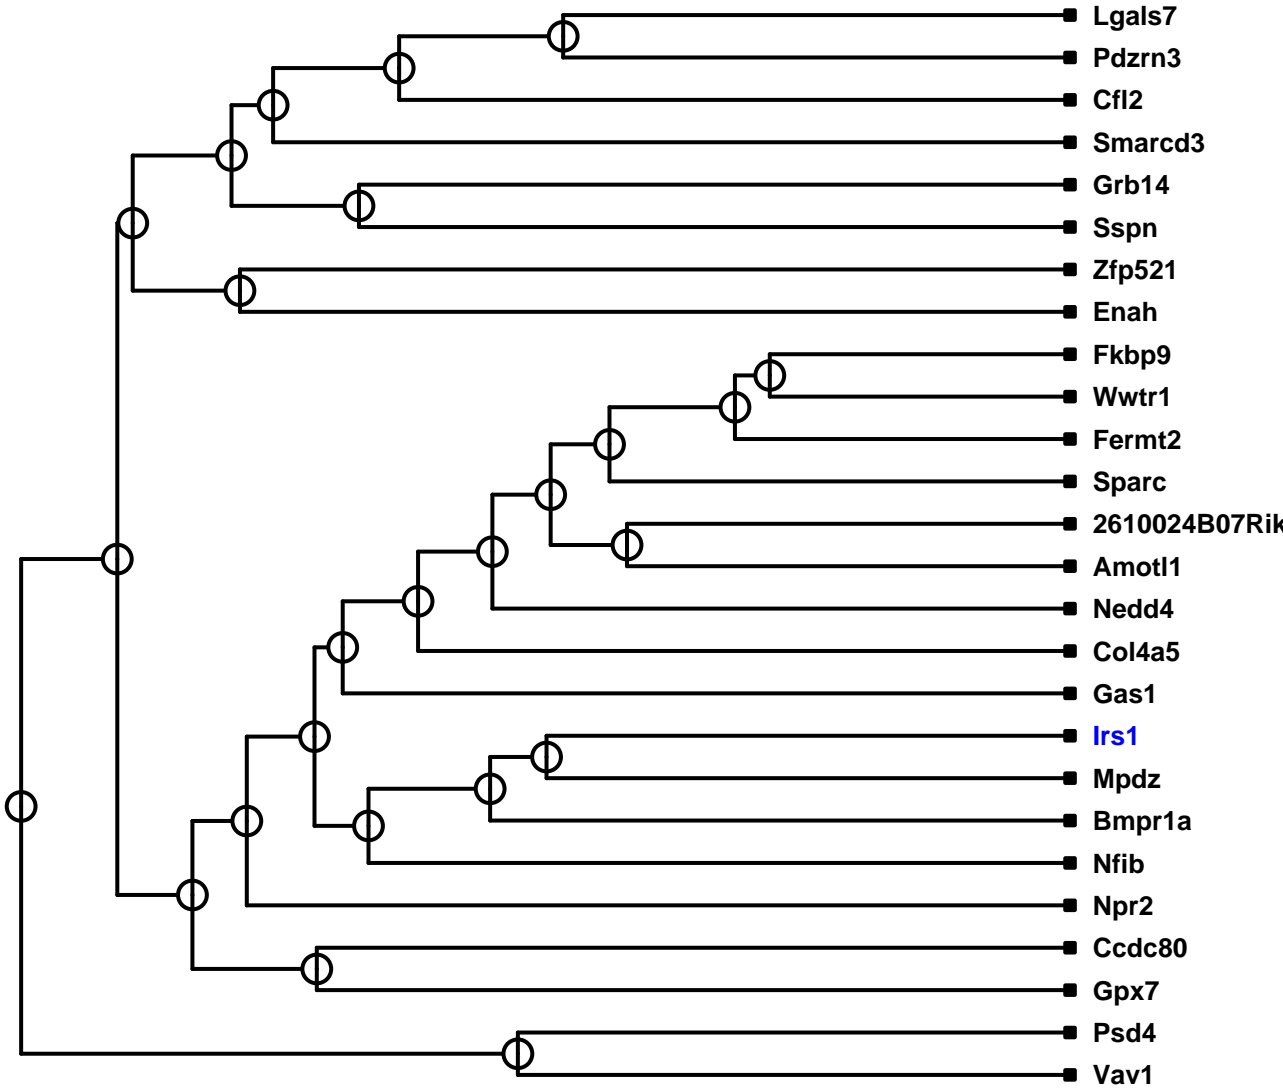 Lgals7
Pdzrn3
Cfl2
Smarcd3
Grb14
Sspn
Zfp521
Enah
Fkbp9
Wwtr1
Fermt2
Sparc
2610024B07Rik
Amotl1
Nedd4
Col4a5
Gas1
Irs1
Mpdz
Bmpr1a
Nfib
Npr2
Ccdc80
Gpx7
Psd4
Vav1